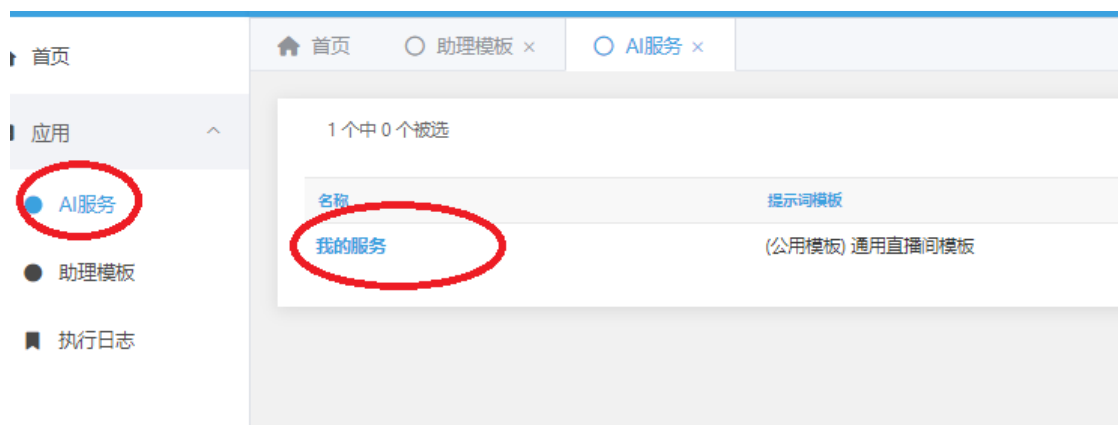 首页
应用
AI服务
助理模板
执行日志
首页 助理模板 × AI服务 ×
1 个中 0 个被选
名称 提示词模板
我的服务 (公用模板) 通用直播间模板